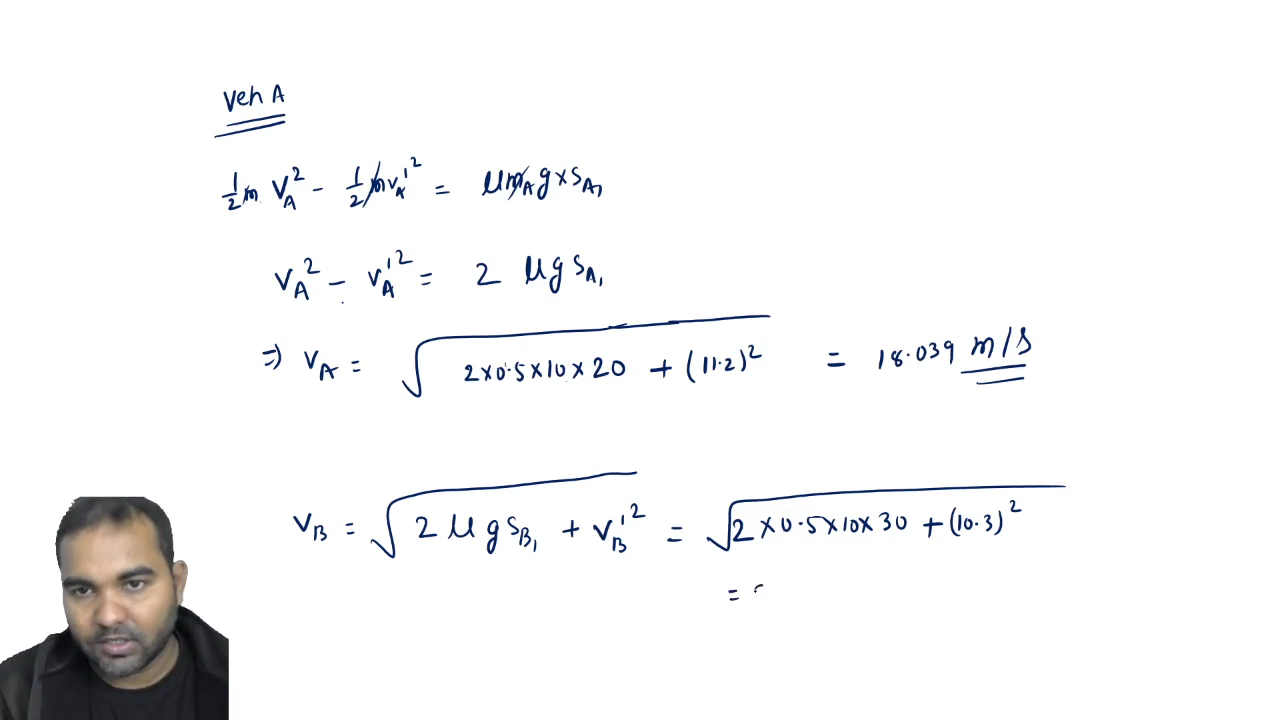 Veh A
½m V_A² - ½m v_A'² = μ m_A g × S_A₁
V_A² - V_A'² = 2 μ g S_A₁
⇒ V_A = √(2×0.5×10×20 + (11.2)²) = 18.039 m/s
V_B = √(2 μ g S_B₁ + V_B'²) = √(2×0.5×10×30 + (10.3)²)
=